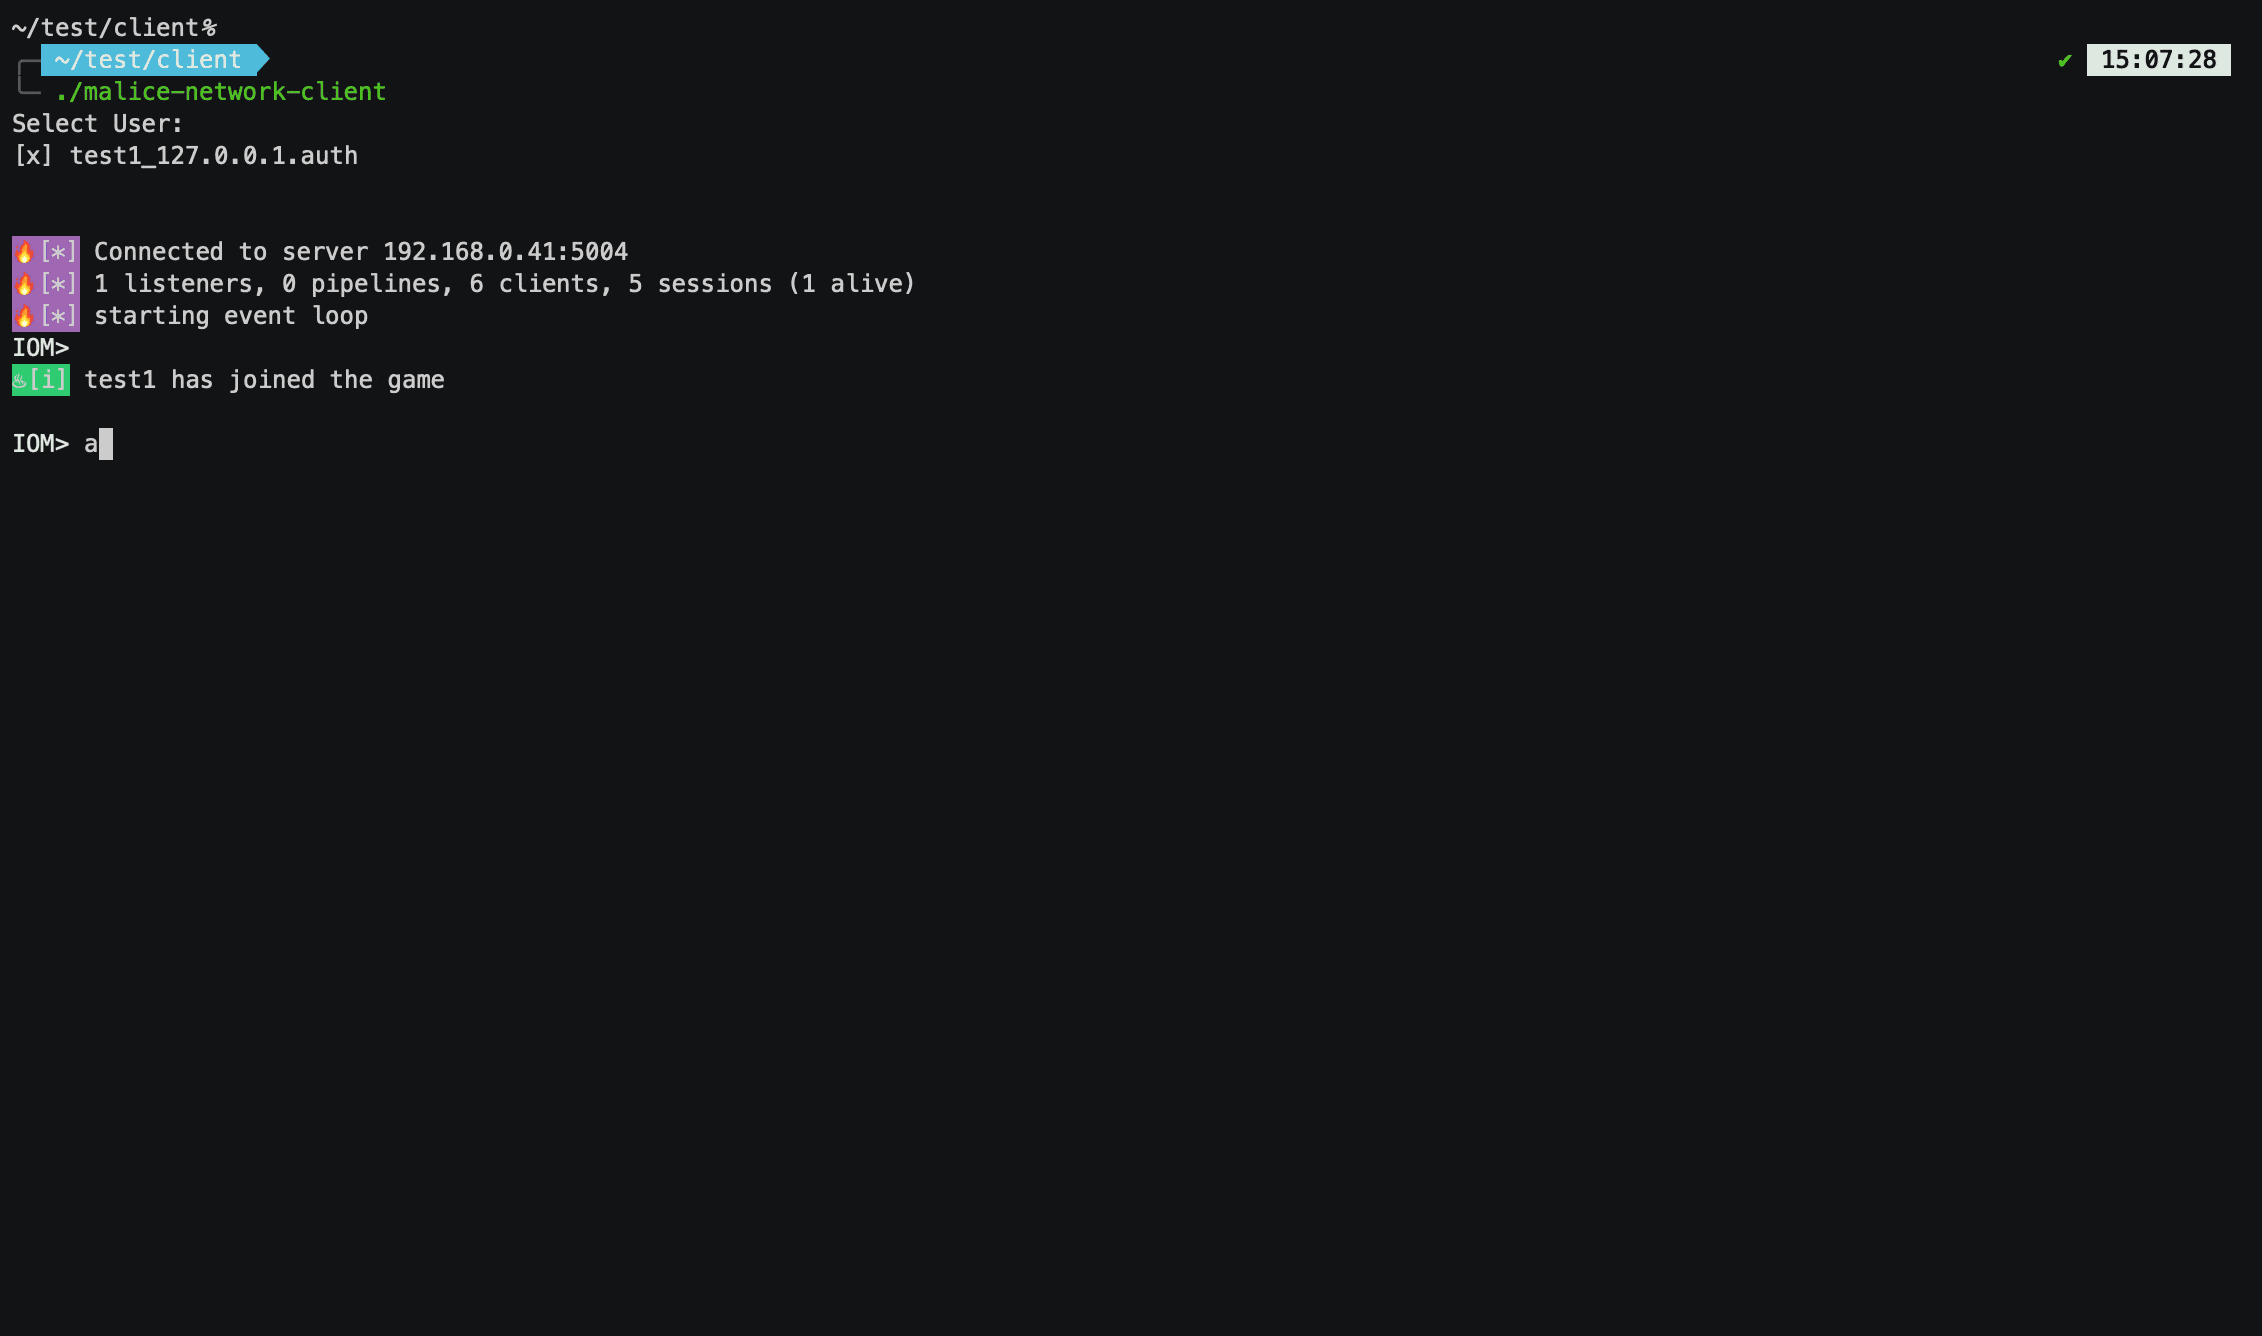 ~/test/client%
~/test/client ✔ 15:07:28
./malice-network-client
Select User:
[x] test1_127.0.0.1.auth
🔥[*] Connected to server 192.168.0.41:5004
🔥[*] 1 listeners, 0 pipelines, 6 clients, 5 sessions (1 alive)
🔥[*] starting event loop
IOM>
♨[i] test1 has joined the game
IOM> a